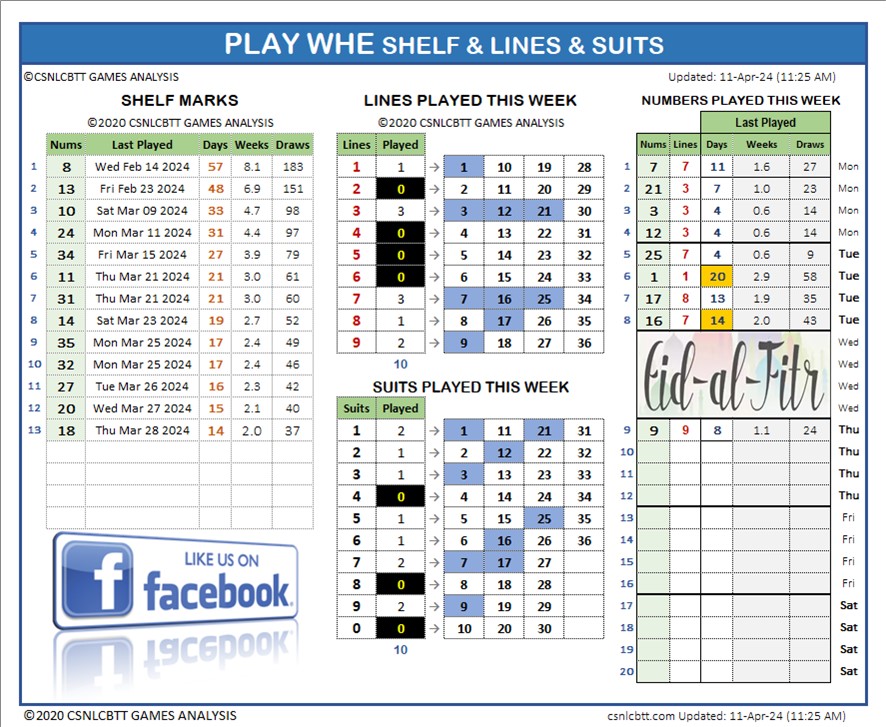 PLAY WHE SHELF & LINES & SUITS
©CSNLCBTT GAMES ANALYSIS
Updated: 11-Apr-24 (11:25 AM)
SHELF MARKS
©2020 CSNLCBTT GAMES ANALYSIS
Nums Last Played Days Weeks Draws
1 8 Wed Feb 14 2024 57 8.1 183
2 13 Fri Feb 23 2024 48 6.9 151
3 10 Sat Mar 09 2024 33 4.7 98
4 24 Mon Mar 11 2024 31 4.4 97
5 34 Fri Mar 15 2024 27 3.9 79
6 11 Thu Mar 21 2024 21 3.0 61
7 31 Thu Mar 21 2024 21 3.0 60
8 14 Sat Mar 23 2024 19 2.7 52
9 35 Mon Mar 25 2024 17 2.4 49
10 32 Mon Mar 25 2024 17 2.4 46
11 27 Tue Mar 26 2024 16 2.3 42
12 20 Wed Mar 27 2024 15 2.1 40
13 18 Thu Mar 28 2024 14 2.0 37
LIKE US ON
facebook
LINES PLAYED THIS WEEK
©2020 CSNLCBTT GAMES ANALYSIS
Lines Played
1 1 → 1 10 19 28
2 0 → 2 11 20 29
3 3 → 3 12 21 30
4 0 → 4 13 22 31
5 0 → 5 14 23 32
6 0 → 6 15 24 33
7 3 → 7 16 25 34
8 1 → 8 17 26 35
9 2 → 9 18 27 36
10
SUITS PLAYED THIS WEEK
Suits Played
1 2 → 1 11 21 31
2 1 → 2 12 22 32
3 1 → 3 13 23 33
4 0 → 4 14 24 34
5 1 → 5 15 25 35
6 1 → 6 16 26 36
7 2 → 7 17 27
8 0 → 8 18 28
9 2 → 9 19 29
0 0 → 10 20 30
10
NUMBERS PLAYED THIS WEEK
Last Played
Nums Lines Days Weeks Draws
1 7 7 11 1.6 27 Mon
2 21 3 7 1.0 23 Mon
3 3 3 4 0.6 14 Mon
4 12 3 4 0.6 14 Mon
5 25 7 4 0.6 9 Tue
6 1 1 20 2.9 58 Tue
7 17 8 13 1.9 35 Tue
8 16 7 14 2.0 43 Tue
Eid-al-Fitr
Wed
Wed
Wed
Wed
9 9 9 8 1.1 24 Thu
10 Thu
11 Thu
12 Thu
13 Fri
14 Fri
15 Fri
16 Fri
17 Sat
18 Sat
19 Sat
20 Sat
©2020 CSNLCBTT GAMES ANALYSIS
csnlcbtt.com Updated: 11-Apr-24 (11:25 AM)